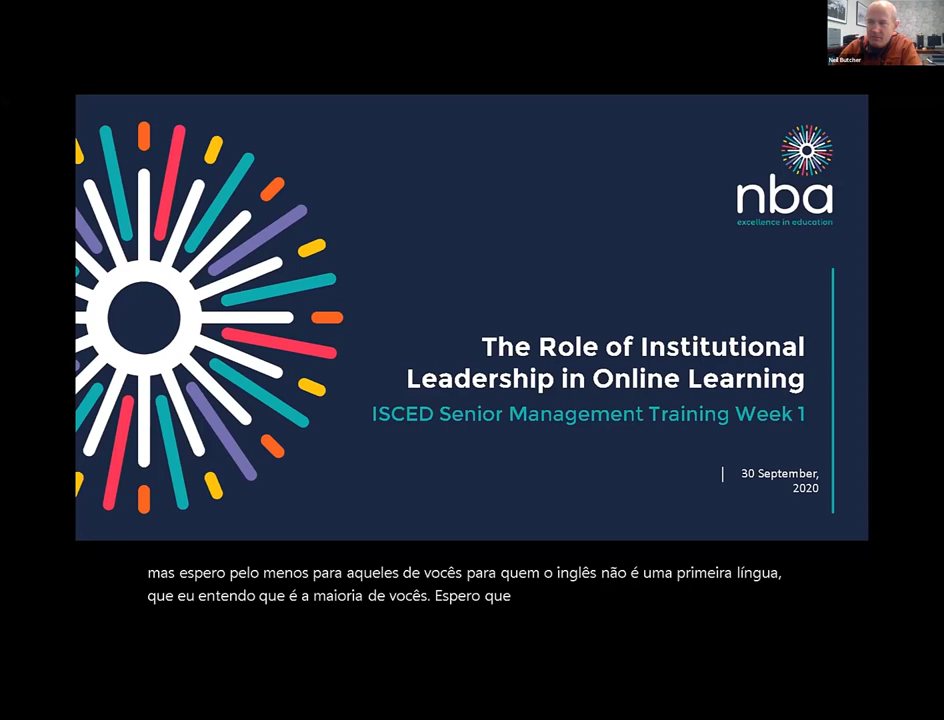 Neil Butcher
nba
excellence in education
The Role of Institutional
Leadership in Online Learning
ISCED Senior Management Training Week 1
30 September,
2020
mas espero pelo menos para aqueles de vocês para quem o inglês não é uma primeira língua,
que eu entendo que é a maioria de vocês. Espero que